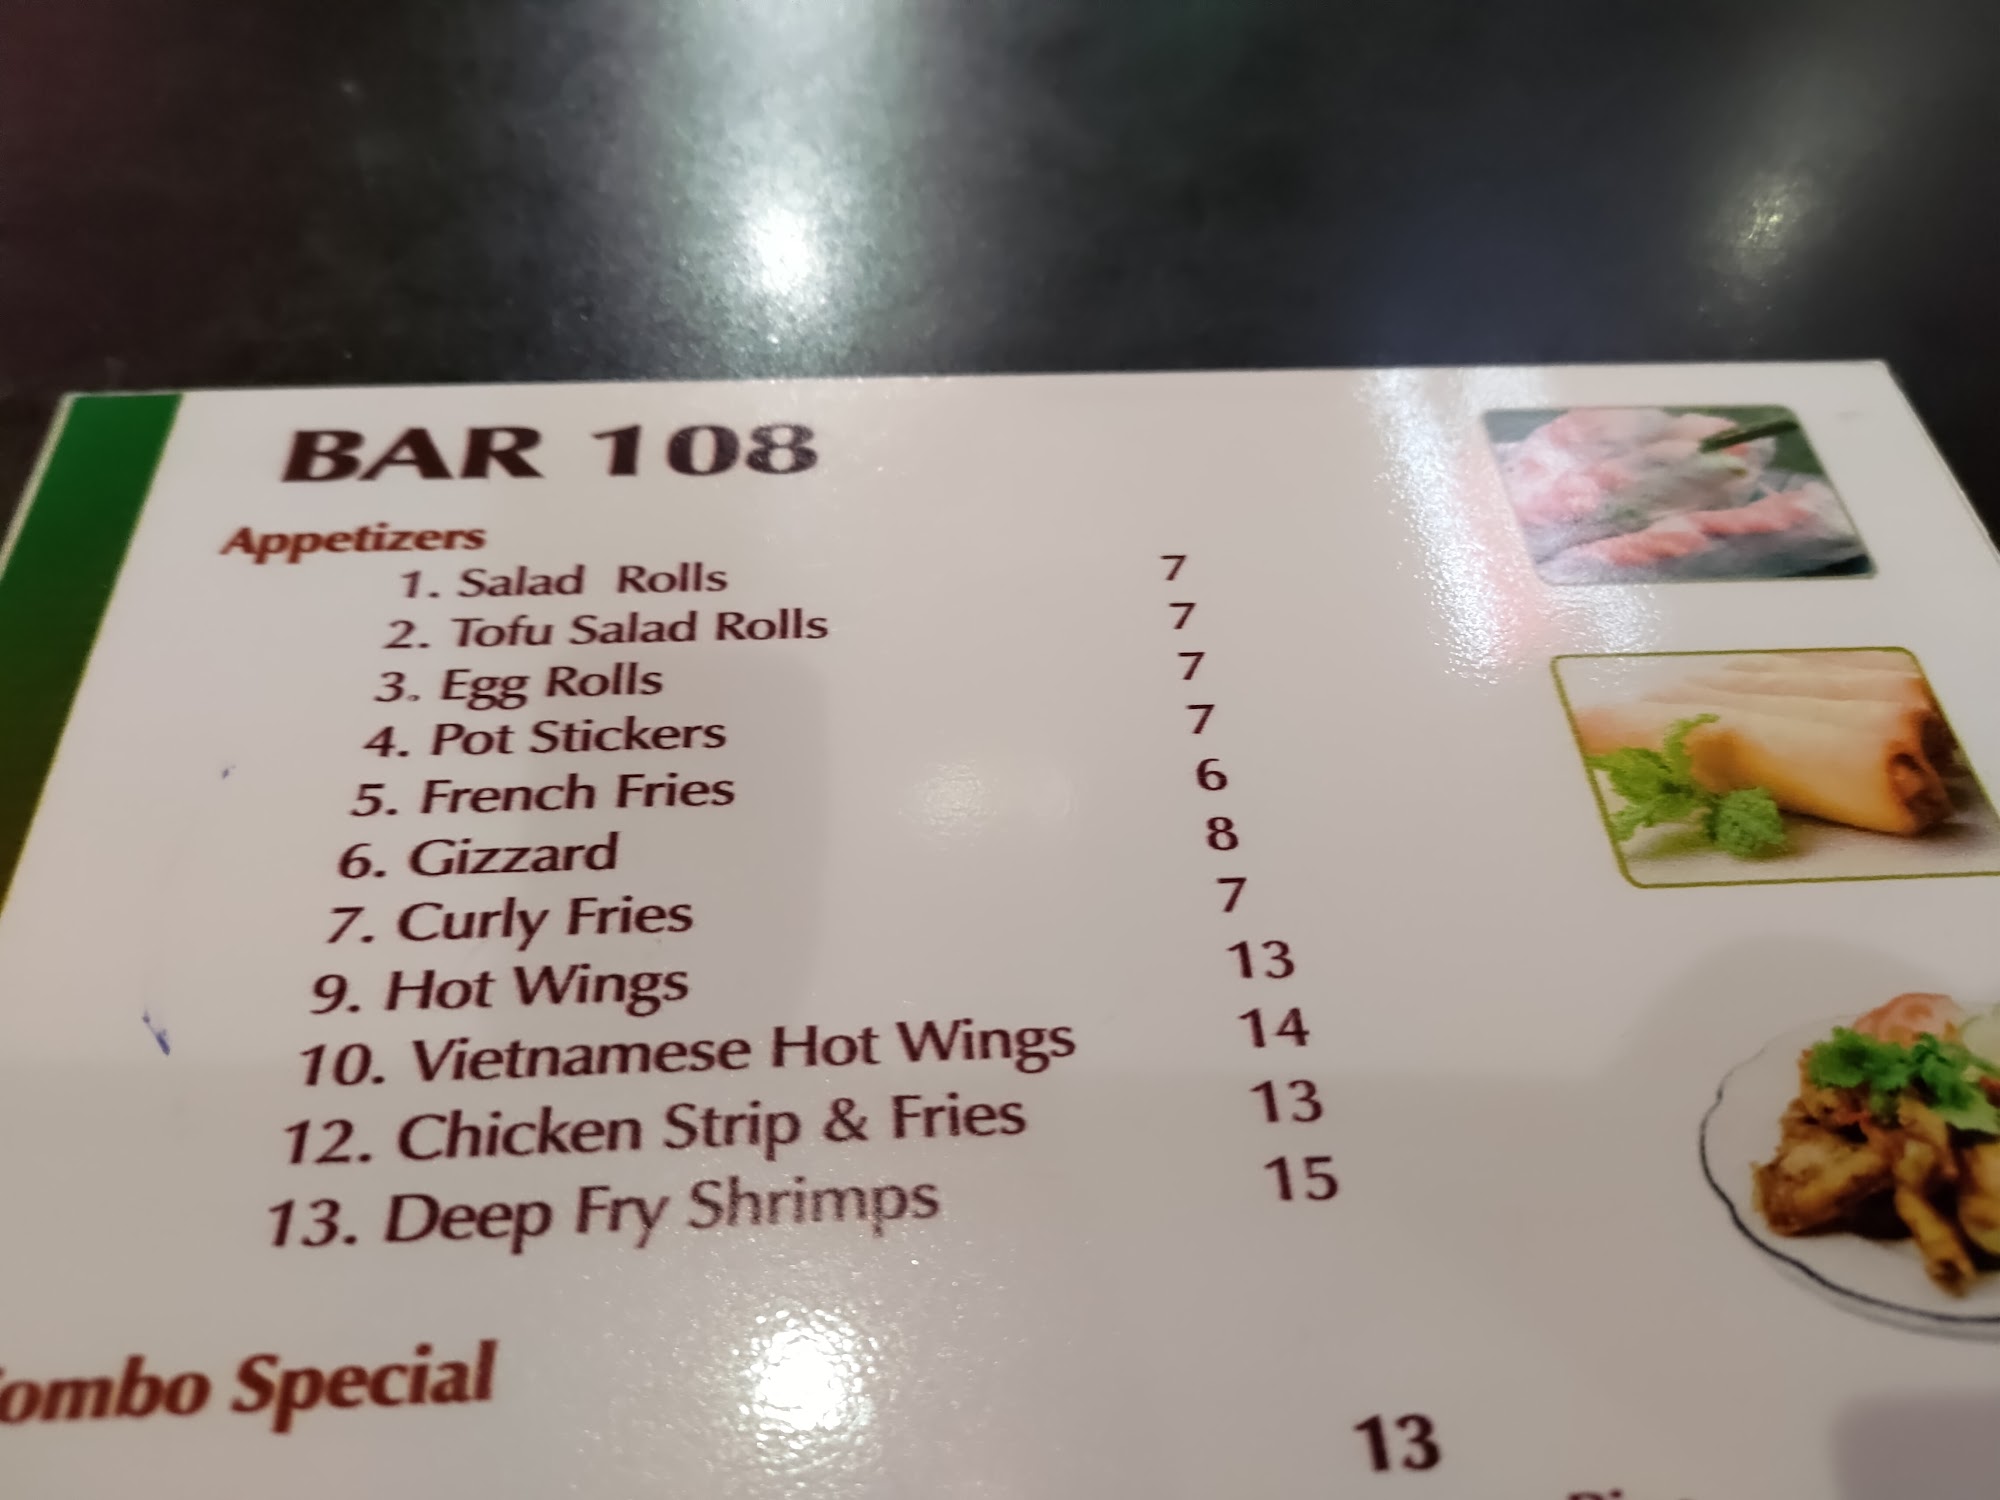 BAR 108
Appetizers
1. Salad Rolls 7
2. Tofu Salad Rolls 7
3. Egg Rolls 7
4. Pot Stickers 7
5. French Fries 6
6. Gizzard 8
7. Curly Fries 7
9. Hot Wings 13
10. Vietnamese Hot Wings 14
12. Chicken Strip & Fries 13
13. Deep Fry Shrimps 15
ombo Special
13